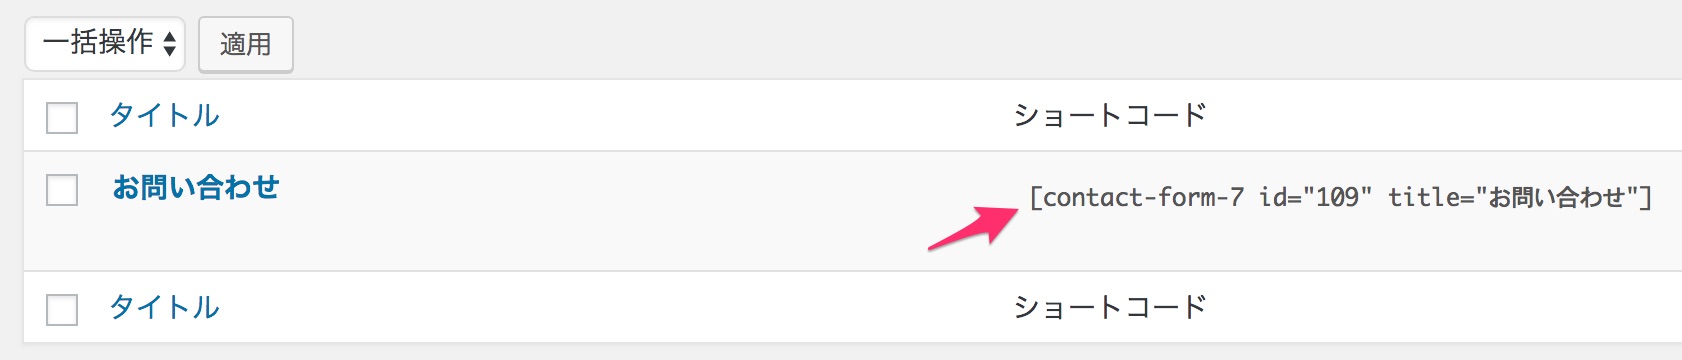 一括操作 適用
タイトル ショートコード
お問い合わせ [contact-form-7 id="109" title="お問い合わせ"]
タイトル ショートコード